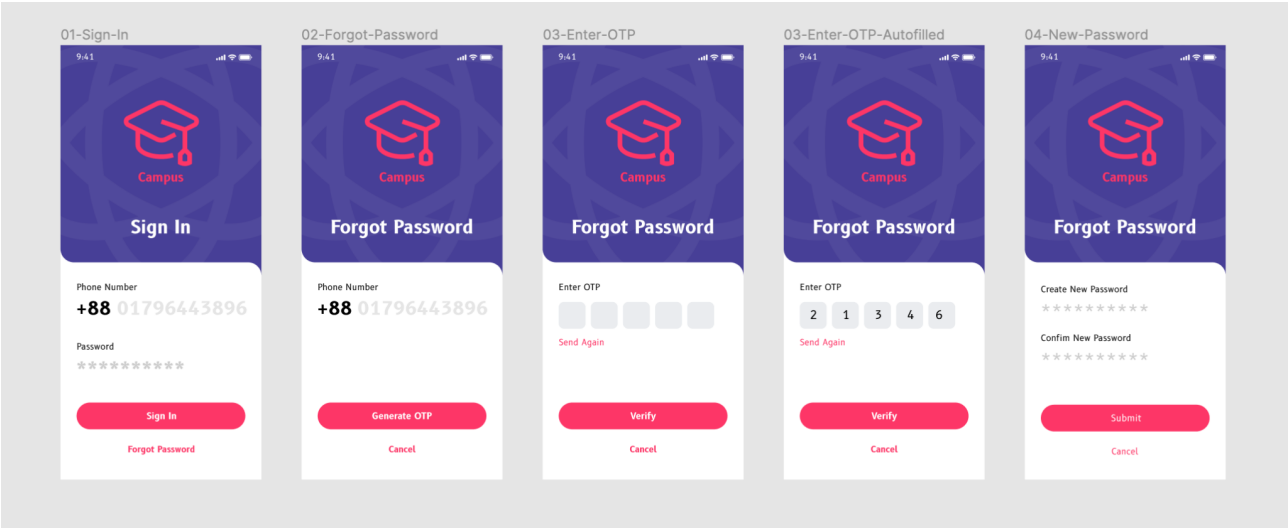 01-Sign-In
9:41
Campus
Sign In
Phone Number
+88 01796443896
Password
**********
Sign In
Forgot Password
02-Forgot-Password
9:41
Campus
Forgot Password
Phone Number
+88 01796443896
Generate OTP
Cancel
03-Enter-OTP
9:41
Campus
Forgot Password
Enter OTP
Send Again
Verify
Cancel
03-Enter-OTP-Autofilled
9:41
Campus
Forgot Password
Enter OTP
2 1 3 4 6
Send Again
Verify
Cancel
04-New-Password
9:41
Campus
Forgot Password
Create New Password
**********
Confim New Password
**********
Submit
Cancel